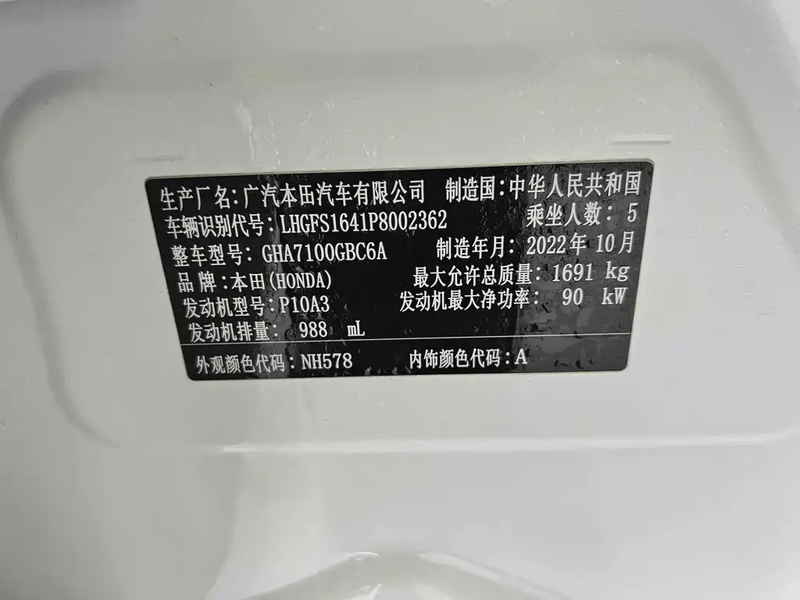 生产厂名:广汽本田汽车有限公司 制造国:中华人民共和国
车辆识别代号:LHGFS1641P8002362 乘坐人数:5
整车型号:GHA7100GBC6A 制造年月:2022年10月
品牌:本田(HONDA) 最大允许总质量:1691 kg
发动机型号:P10A3 发动机最大净功率:90 kW
发动机排量:988 mL
外观颜色代码:NH578 内饰颜色代码:A